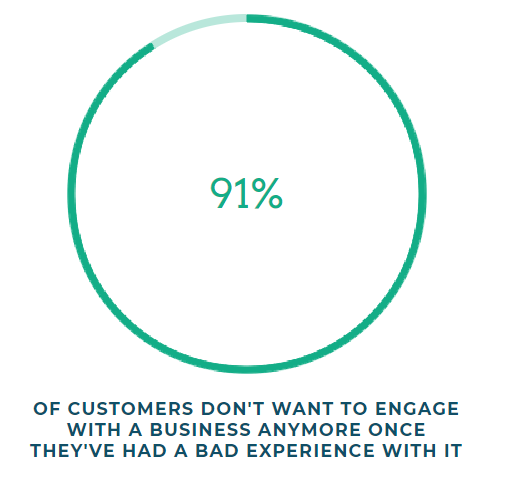 91%
OF CUSTOMERS DON'T WANT TO ENGAGE
WITH A BUSINESS ANYMORE ONCE
THEY'VE HAD A BAD EXPERIENCE WITH IT